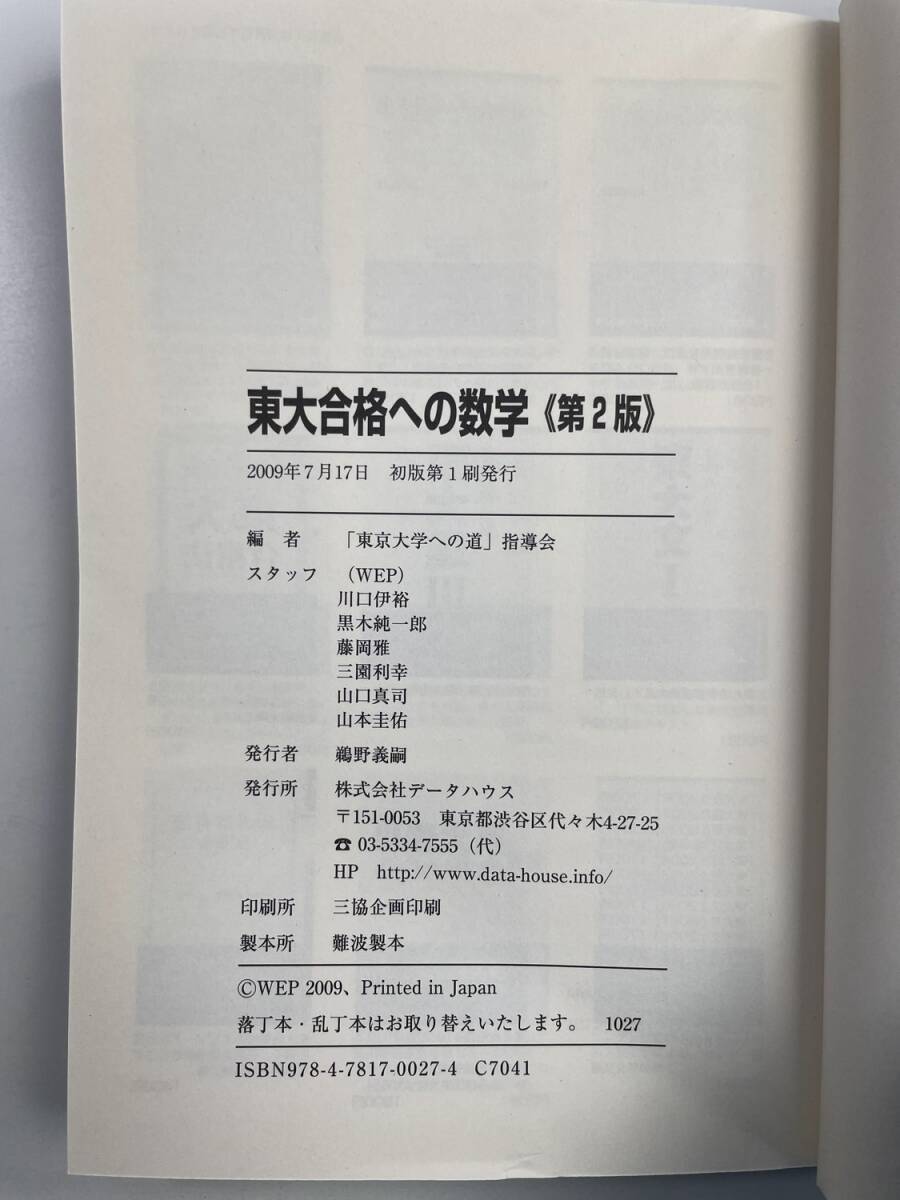 東大合格への数学《第2版》
2009年7月17日　初版第1刷発行
編　者　「東京大学への道」指導会
スタッフ　（WEP）
川口伊裕
黒木純一郎
藤岡雅
三園利幸
山口真司
山本圭佑
発行者　鵜野義嗣
発行所　株式会社データハウス
〒151-0053　東京都渋谷区代々木4-27-25
☎ 03-5334-7555（代）
HP　http://www.data-house.info/
印刷所　三協企画印刷
製本所　難波製本
©WEP 2009、Printed in Japan
落丁本・乱丁本はお取り替えいたします。　1027
ISBN978-4-7817-0027-4　C7041